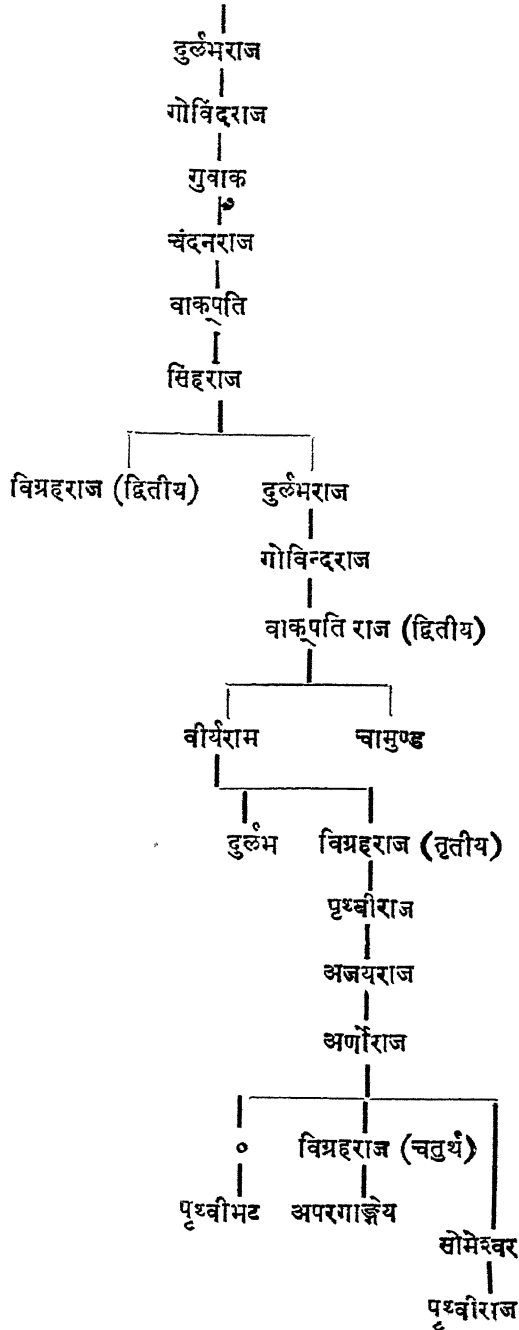 दुर्लभराज
गोविंदराज
गुवाक
चंदनराज
वाक्पति
सिंहराज
विग्रहराज (द्वितीय) दुर्लभराज
गोविन्दराज
वाक्पति राज (द्वितीय)
वीर्यराम चामुण्ड
दुर्लभ विग्रहराज (तृतीय)
पृथ्वीराज
अजयराज
अर्णोराज
० विग्रहराज (चतुर्थ)
पृथ्वीभट अपरगाङ्गेय
सोमेश्वर
पृथ्वीराज